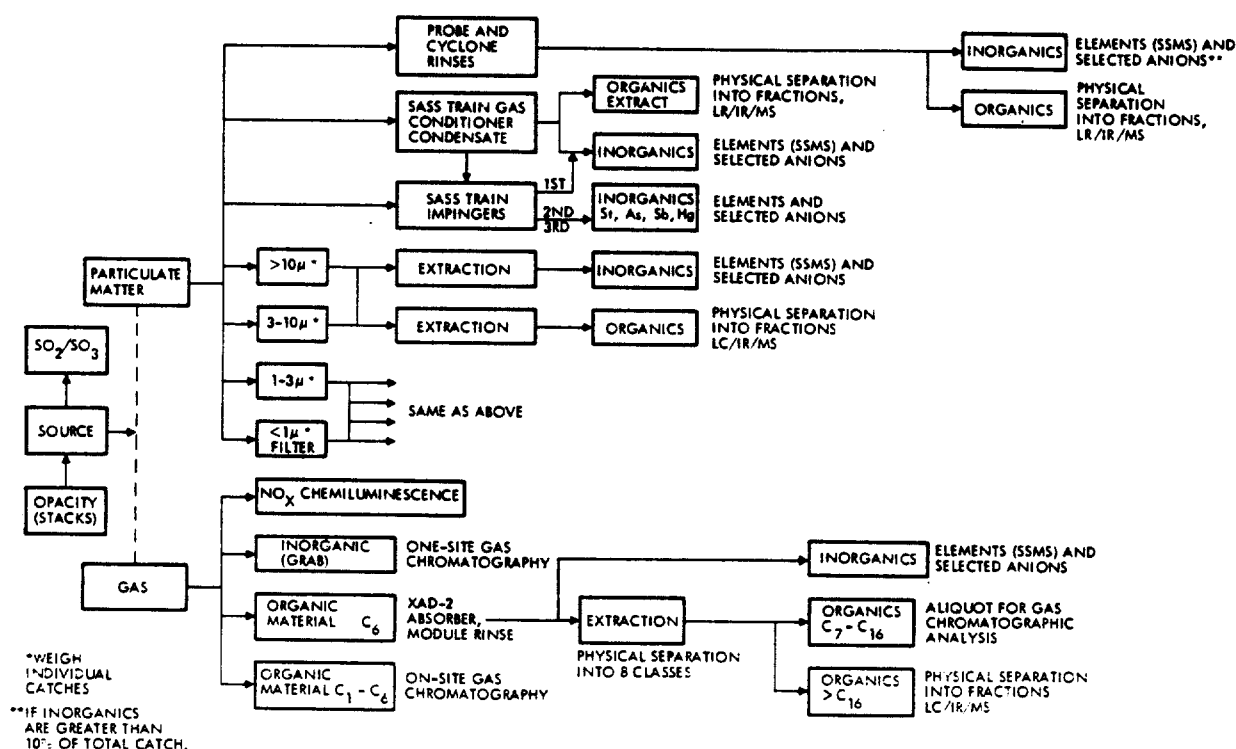 PROBE AND
CYCLONE
RINSES
INORGANICS
ELEMENTS (SSMS) AND
SELECTED ANIONS**
ORGANICS
PHYSICAL
SEPARATION
INTO FRACTIONS,
LR/IR/MS
SASS TRAIN GAS
CONDITIONER
CONDENSATE
ORGANICS
EXTRACT
PHYSICAL SEPARATION
INTO FRACTIONS,
LR/IR/MS
INORGANICS
ELEMENTS (SSMS) AND
SELECTED ANIONS
SASS TRAIN
IMPINGERS
1ST
2ND
3RD
INORGANICS
St, As, Sb, Hg
ELEMENTS AND
SELECTED ANIONS
PARTICULATE
MATTER
>10μ*
EXTRACTION
INORGANICS
ELEMENTS (SSMS) AND
SELECTED ANIONS
3-10μ*
EXTRACTION
ORGANICS
PHYSICAL SEPARATION
INTO FRACTIONS
LC/IR/MS
SO2/SO3
1-3μ*
SAME AS ABOVE
SOURCE
<1μ*
FILTER
OPACITY
(STACKS)
NOX CHEMILUMINESCENCE
GAS
INORGANIC
(GRAB)
ONE-SITE GAS
CHROMATOGRAPHY
INORGANICS
ELEMENTS (SSMS) AND
SELECTED ANIONS
ORGANIC
MATERIAL C6
XAD-2
ABSORBER,
MODULE RINSE
EXTRACTION
PHYSICAL SEPARATION
INTO 8 CLASSES
ORGANICS
C7 - C16
ALIQUOT FOR GAS
CHROMATOGRAPHIC
ANALYSIS
ORGANIC
MATERIAL C1 - C6
ON-SITE GAS
CHROMATOGRAPHY
ORGANICS
>C16
PHYSICAL SEPARATION
INTO FRACTIONS
LC/IR/MS
*WEIGH
INDIVIDUAL
CATCHES
**IF INORGANICS
ARE GREATER THAN
10% OF TOTAL CATCH.